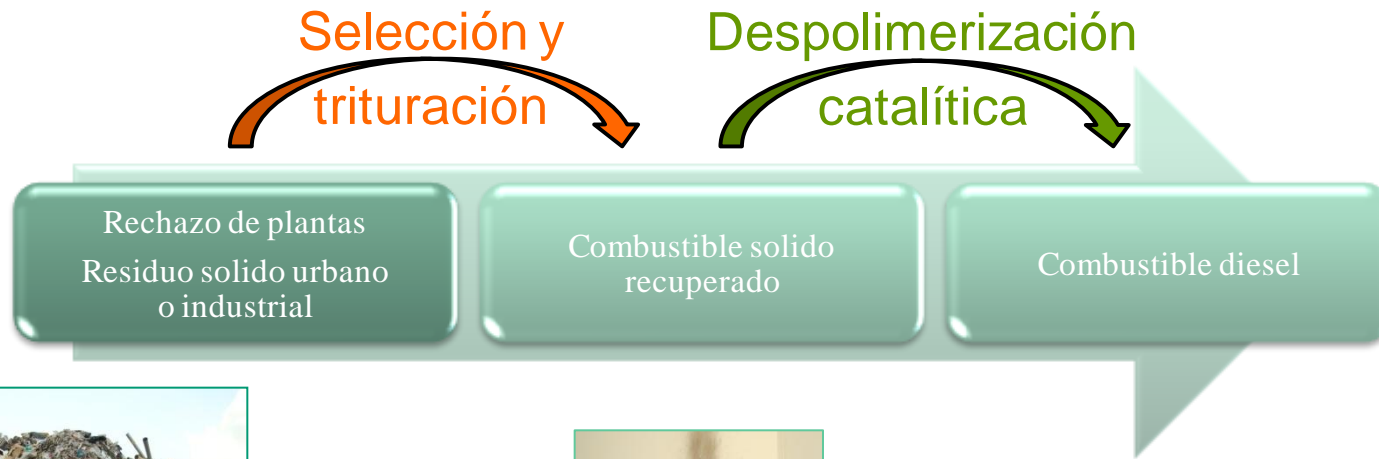 Selección y
trituración
Despolimerización
catalítica
Rechazo de plantas
Residuo solido urbano
o industrial
Combustible solido
recuperado
Combustible diesel